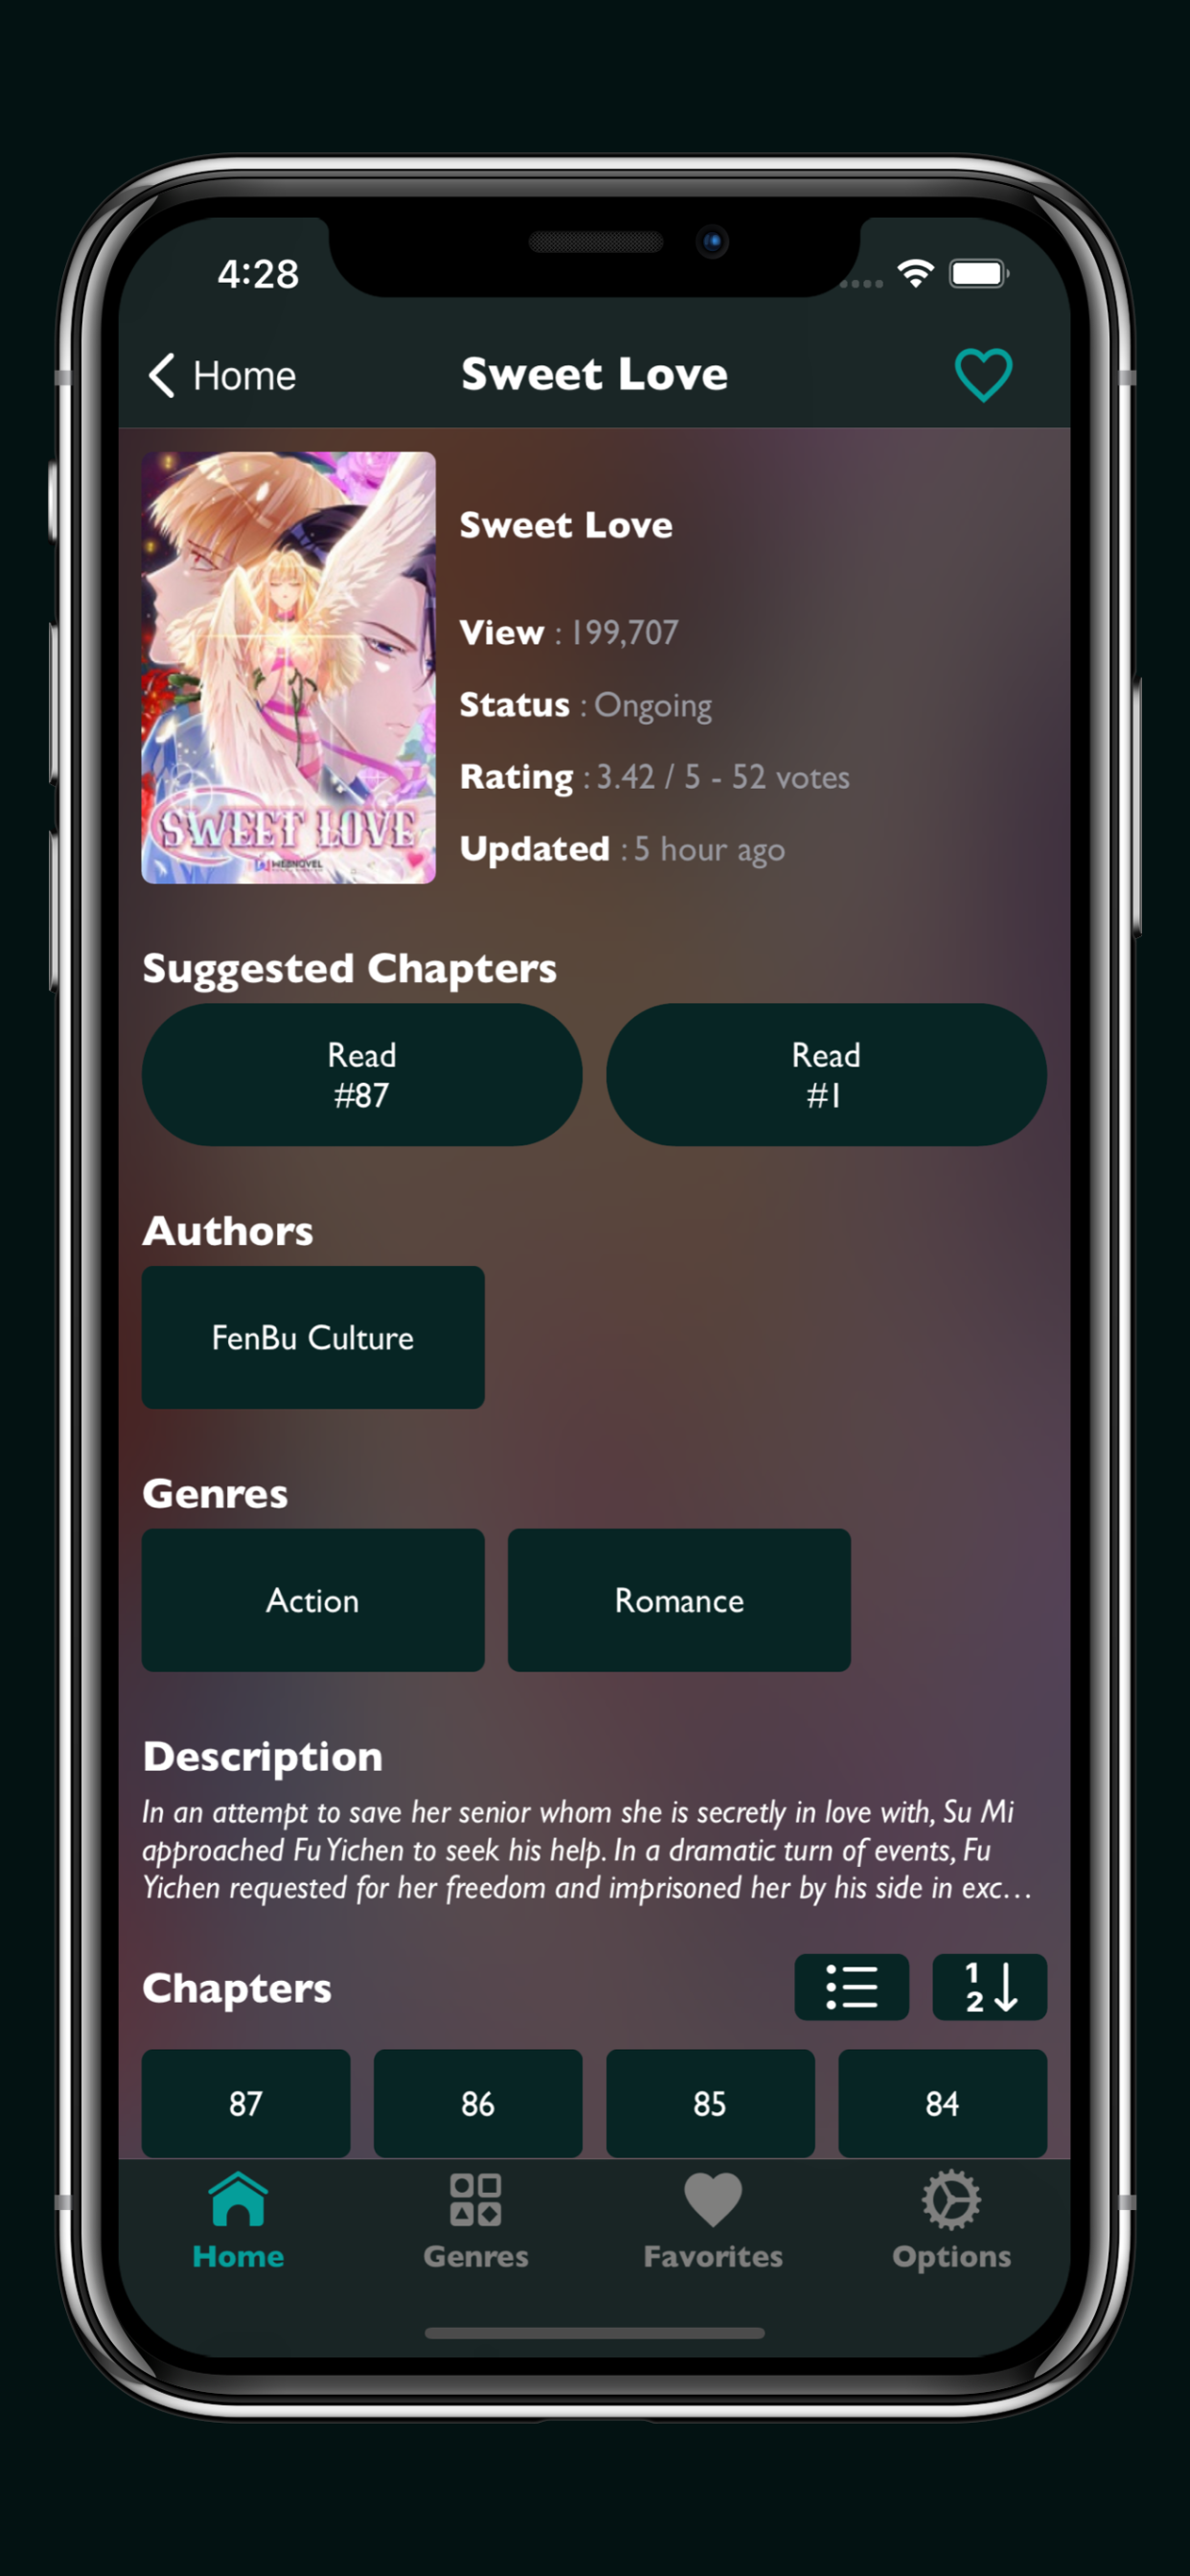 4:28
Home
Sweet Love
SWEET LOVE
WEBNOVEL
Sweet Love
View : 199,707
Status : Ongoing
Rating : 3.42 / 5 - 52 votes
Updated : 5 hour ago
Suggested Chapters
Read
#87
Read
#1
Authors
FenBu Culture
Genres
Action
Romance
Description
In an attempt to save her senior whom she is secretly in love with, Su Mi
approached Fu Yichen to seek his help. In a dramatic turn of events, Fu
Yichen requested for her freedom and imprisoned her by his side in exc...
Chapters
1
2
87
86
85
84
Home
Genres
Favorites
Options